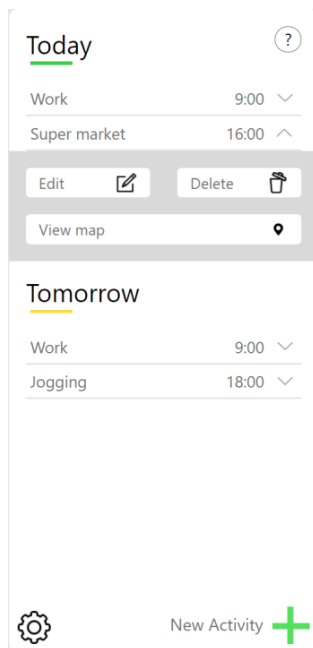 Today ?
Work 9:00
Super market 16:00
Edit Delete
View map
Tomorrow
Work 9:00
Jogging 18:00
New Activity